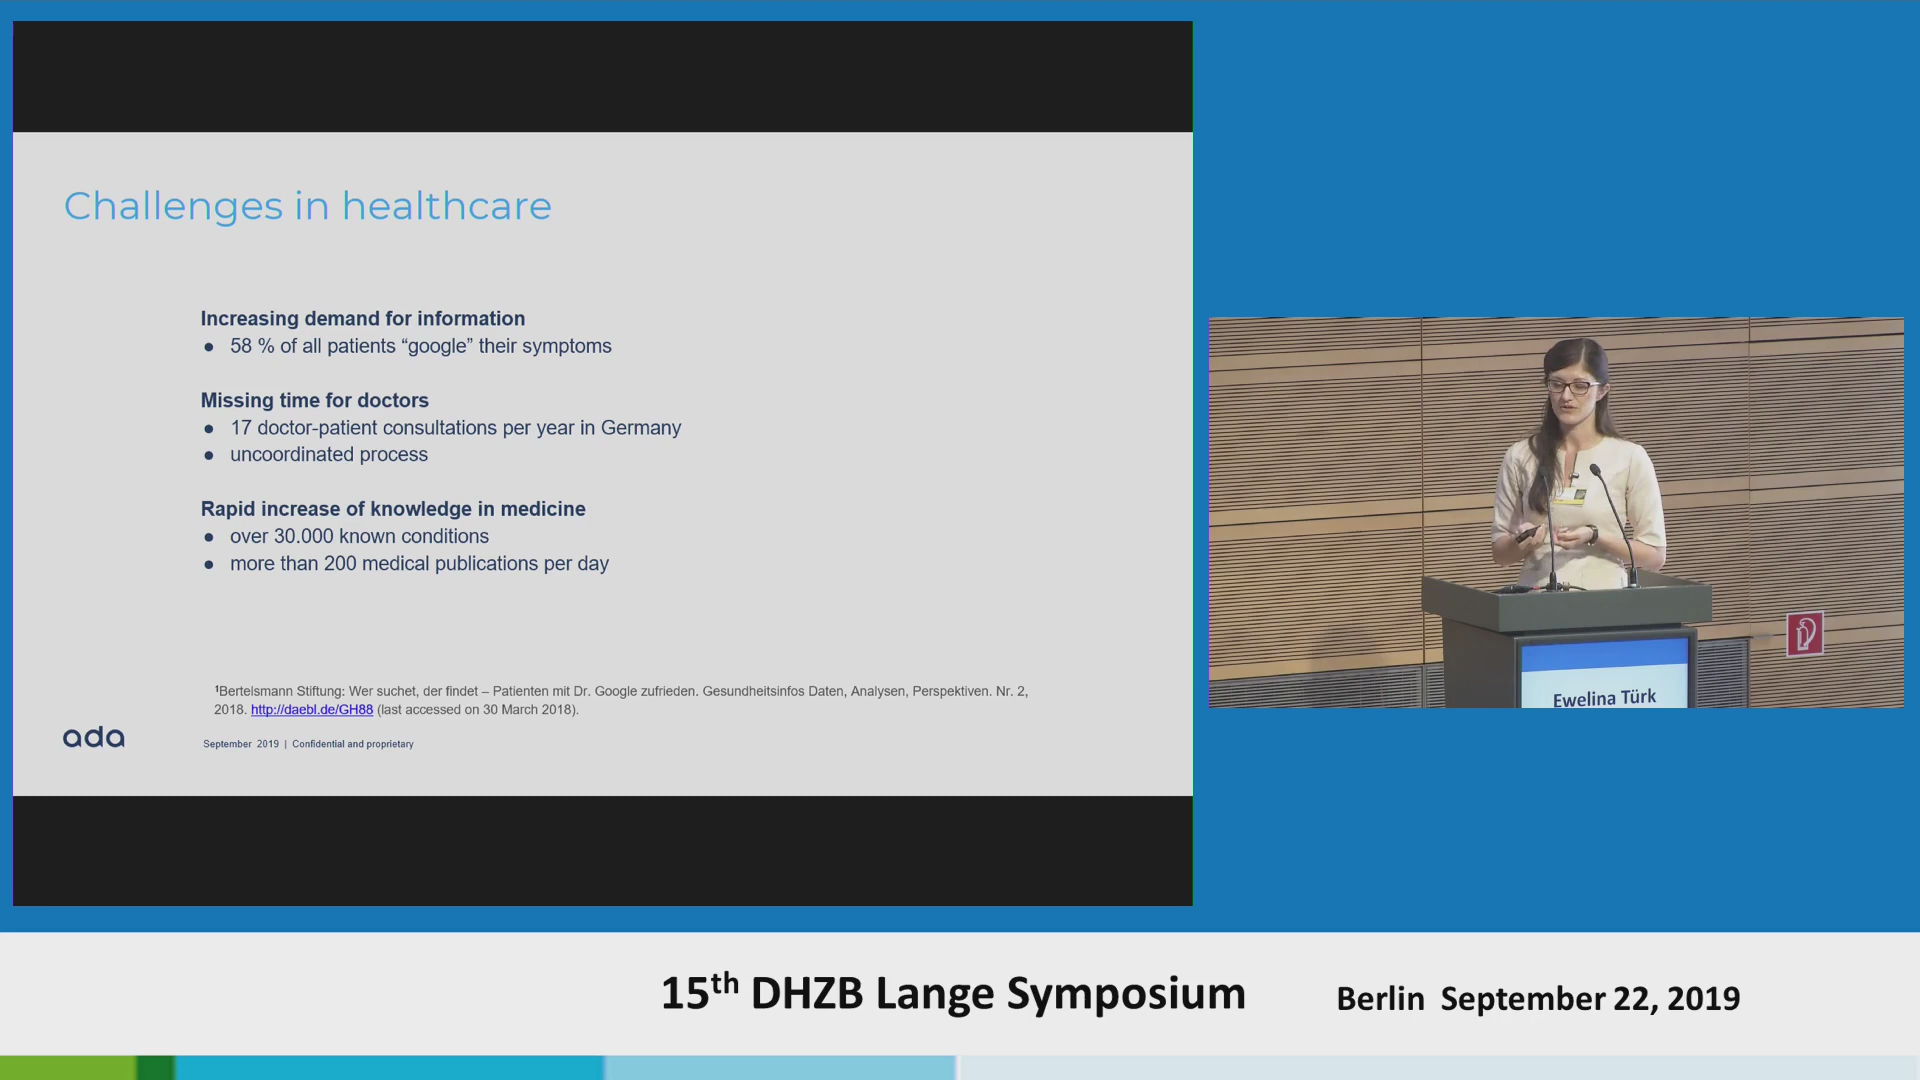 Challenges in healthcare
Increasing demand for information
● 58 % of all patients “google” their symptoms
Missing time for doctors
● 17 doctor-patient consultations per year in Germany
● uncoordinated process
Rapid increase of knowledge in medicine
● over 30.000 known conditions
● more than 200 medical publications per day
¹Bertelsmann Stiftung: Wer suchet, der findet – Patienten mit Dr. Google zufrieden. Gesundheitsinfos Daten, Analysen, Perspektiven. Nr. 2,
2018. http://daebl.de/GH88 (last accessed on 30 March 2018).
ada
September 2019 | Confidential and proprietary
Ewelina Türk
15th DHZB Lange Symposium
Berlin September 22, 2019